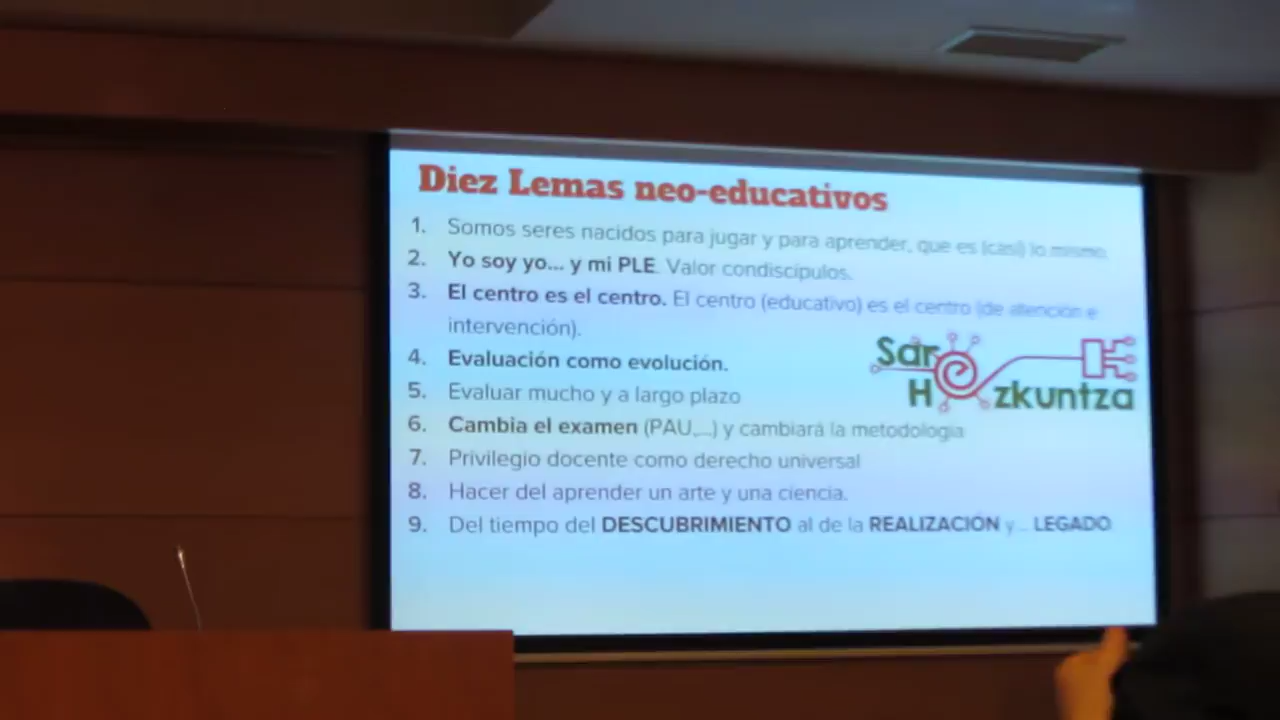 Diez Lemas neo-educativos
1. Somos seres nacidos para jugar y para aprender, que es (casi) lo mismo.
2. Yo soy yo... y mi PLE. Valor condiscípulos.
3. El centro es el centro. El centro (educativo) es el centro (de atención e
intervención).
4. Evaluación como evolución.
5. Evaluar mucho y a largo plazo
6. Cambia el examen (PAU,...) y cambiará la metodología
7. Privilegio docente como derecho universal
8. Hacer del aprender un arte y una ciencia.
9. Del tiempo del DESCUBRIMIENTO al de la REALIZACIÓN y... LEGADO
Sar
H zkuntza